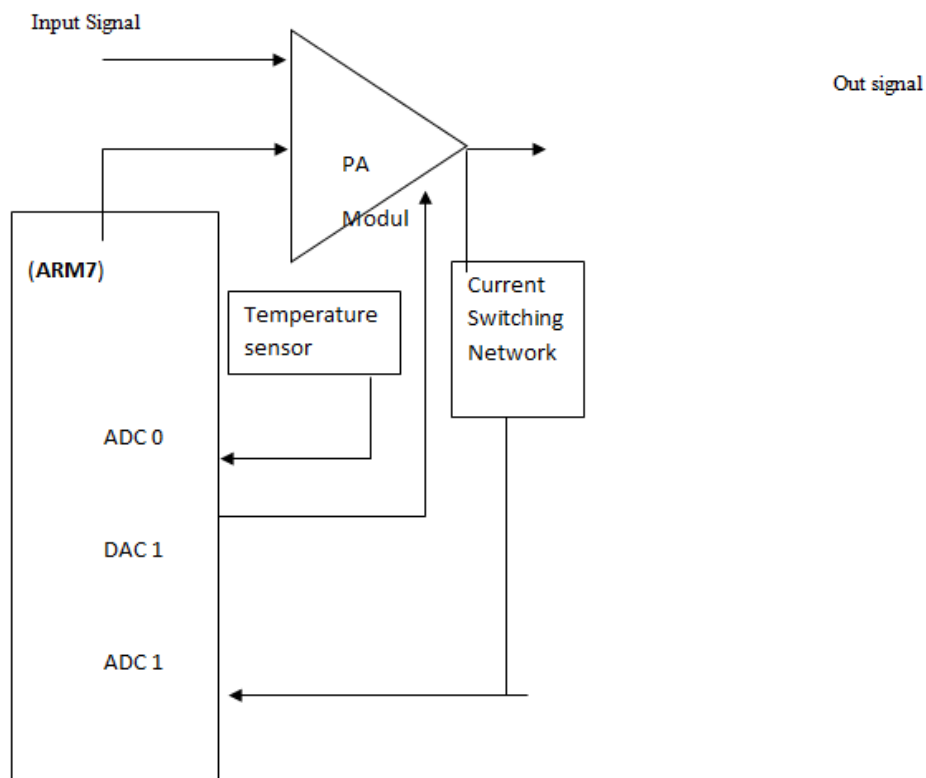 Input Signal
Out signal
PA
Modul
(ARM7)
Temperature
sensor
Current
Switching
Network
ADC 0
DAC 1
ADC 1